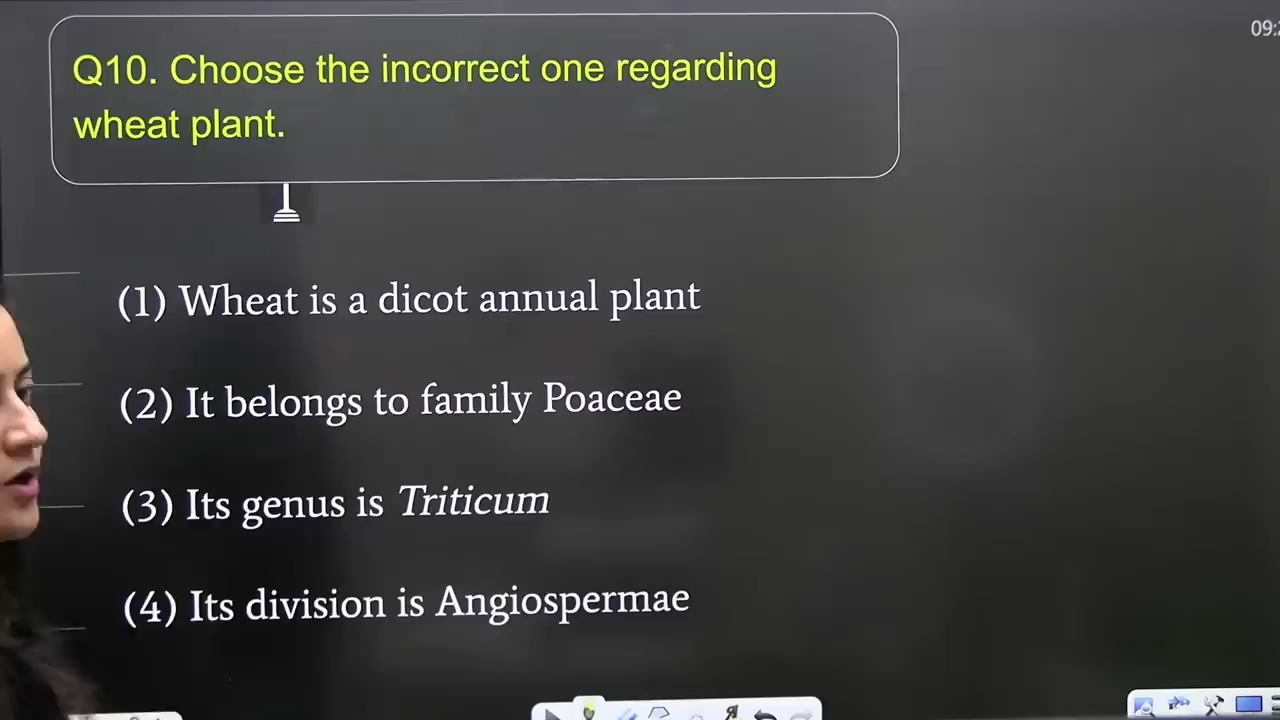 Q10. Choose the incorrect one regarding
wheat plant.
(1) Wheat is a dicot annual plant
(2) It belongs to family Poaceae
(3) Its genus is Triticum
(4) Its division is Angiospermae